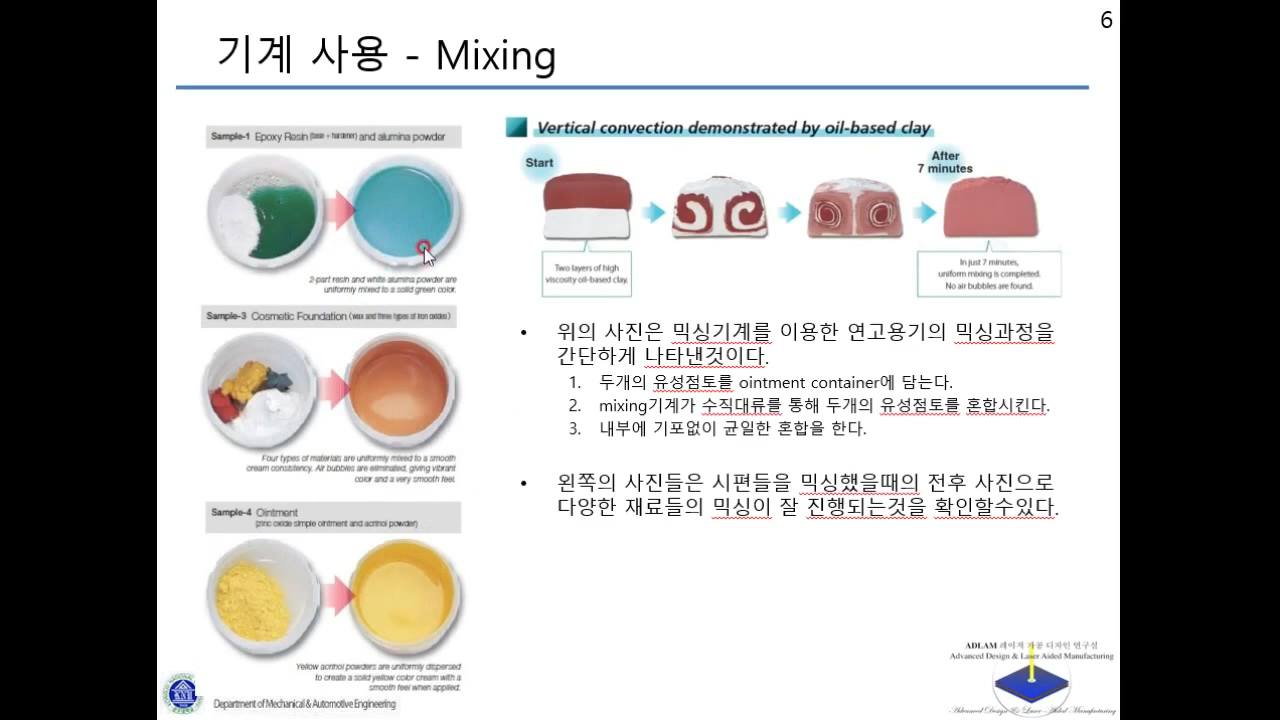 6
기계 사용 - Mixing
Sample-1 Epoxy Resin (base + hardener) and alumina powder
2-part resin and white alumina powder are
uniformly mixed to a solid green color.
Sample-3 Cosmetic Foundation (wax and three types of iron oxides)
Four types of materials are uniformly mixed to a smooth
cream consistency. Air bubbles are eliminated, giving vibrant
color and a very smooth feel.
Sample-4 Ointment
(zinc oxide simple ointment and acrinol powder)
Yellow acrinol powders are uniformly dispersed
to create a solid yellow color cream with a
smooth feel when applied.
Vertical convection demonstrated by oil-based clay
Start
After
7 minutes
Two layers of high
viscosity oil-based clay.
In just 7 minutes,
uniform mixing is completed.
No air bubbles are found.
• 위의 사진은 믹싱기계를 이용한 연고용기의 믹싱과정을
간단하게 나타낸것이다.
1. 두개의 유성점토를 ointment container에 담는다.
2. mixing기계가 수직대류를 통해 두개의 유성점토를 혼합시킨다.
3. 내부에 기포없이 균일한 혼합을 한다.
• 왼쪽의 사진들은 시편들을 믹싱했을때의 전후 사진으로
다양한 재료들의 믹싱이 잘 진행되는것을 확인할수있다.
Department of Mechanical & Automotive Engineering
ADLAM 레이저 가공 디자인 연구실
Advanced Design & Laser Aided Manufacturing
Advanced Design & Laser-Aided Manufacturing